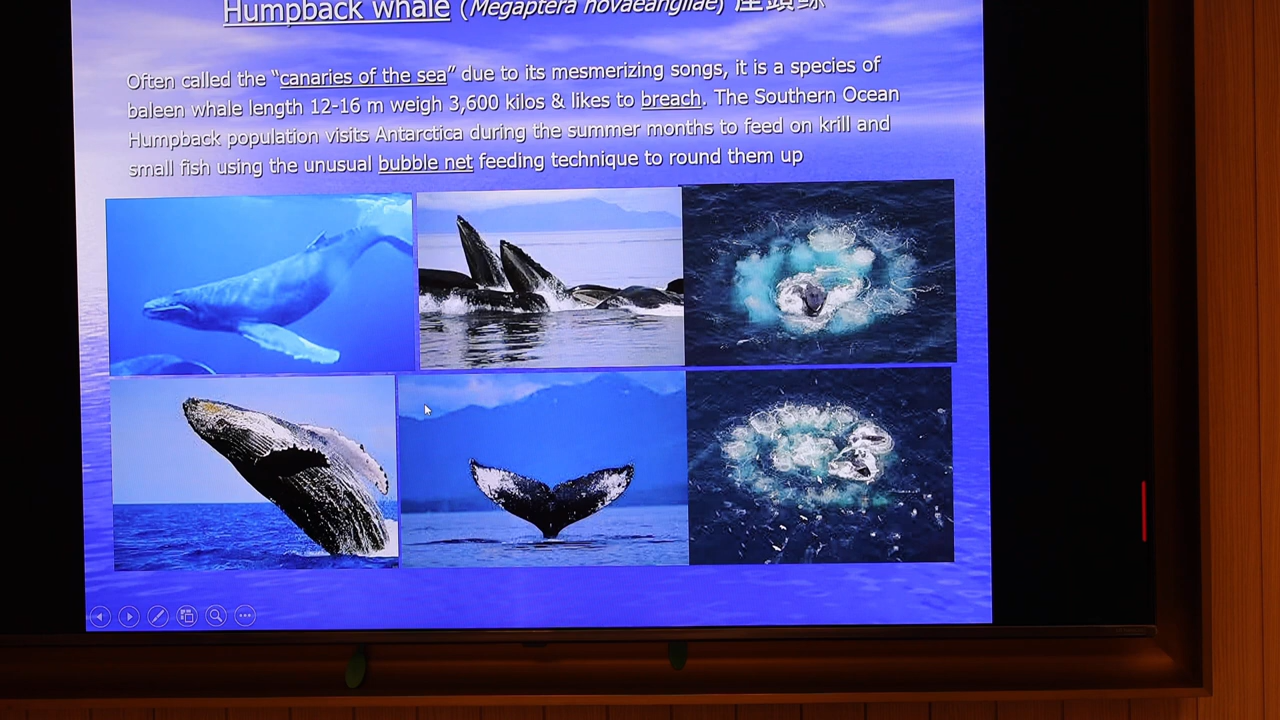 Humpback whale (Megaptera novaeangliae) 座頭鯨
Often called the “canaries of the sea” due to its mesmerizing songs, it is a species of
baleen whale length 12-16 m weigh 3,600 kilos & likes to breach. The Southern Ocean
Humpback population visits Antarctica during the summer months to feed on krill and
small fish using the unusual bubble net feeding technique to round them up